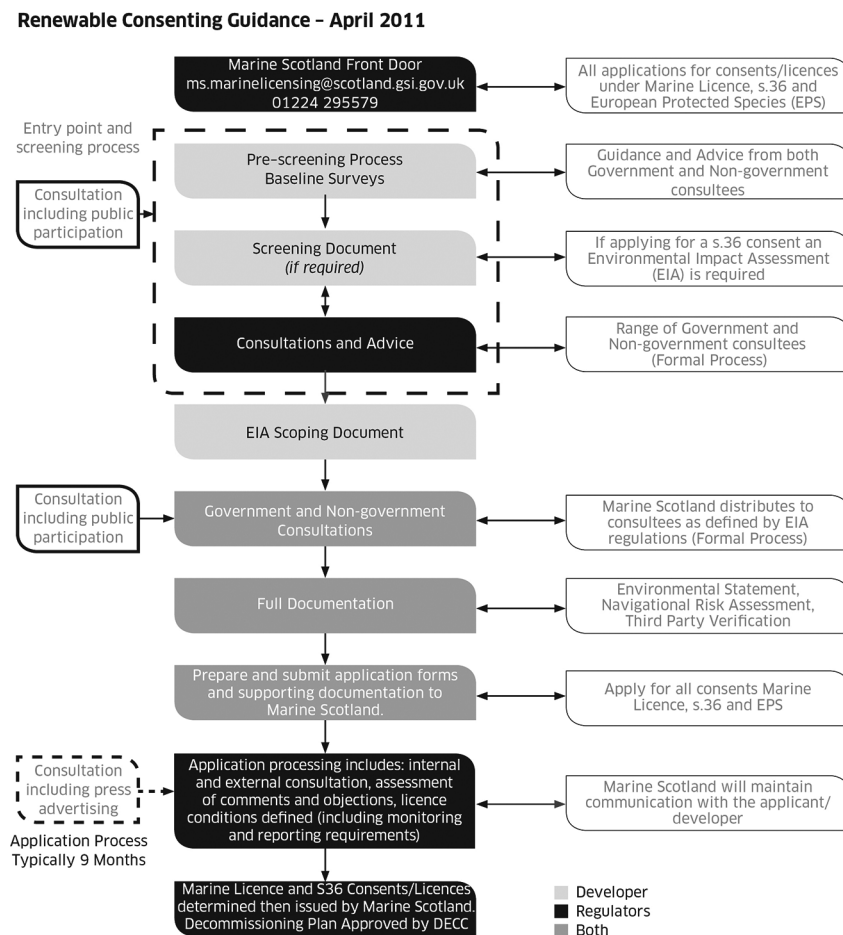 Renewable Consenting Guidance – April 2011
Marine Scotland Front Door
ms.marinelicensing@scotland.gsi.gov.uk
01224 295579
All applications for consents/licences
under Marine Licence, s.36 and
European Protected Species (EPS)
Entry point and
screening process
Consultation
including public
participation
Pre–screening Process
Baseline Surveys
Guidance and Advice from both
Government and Non-government
consultees
Screening Document
(if required)
If applying for a s.36 consent an
Environmental Impact Assessment
(EIA) is required
Consultations and Advice
Range of Government and
Non-government consultees
(Formal Process)
EIA Scoping Document
Consultation
including public
participation
Government and Non-government
Consultations
Marine Scotland distributes to
consultees as defined by EIA
regulations (Formal Process)
Full Documentation
Environmental Statement,
Navigational Risk Assessment,
Third Party Verification
Prepare and submit application forms
and supporting documentation to
Marine Scotland.
Apply for all consents Marine
Licence, s.36 and EPS
Consultation
including press
advertising
Application Process
Typically 9 Months
Application processing includes: internal
and external consultation, assessment
of comments and objections, licence
conditions defined (including monitoring
and reporting requirements)
Marine Scotland will maintain
communication with the applicant/
developer
Marine Licence and S36 Consents/Licences
determined then issued by Marine Scotland.
Decommissioning Plan Approved by DECC
Developer
Regulators
Both